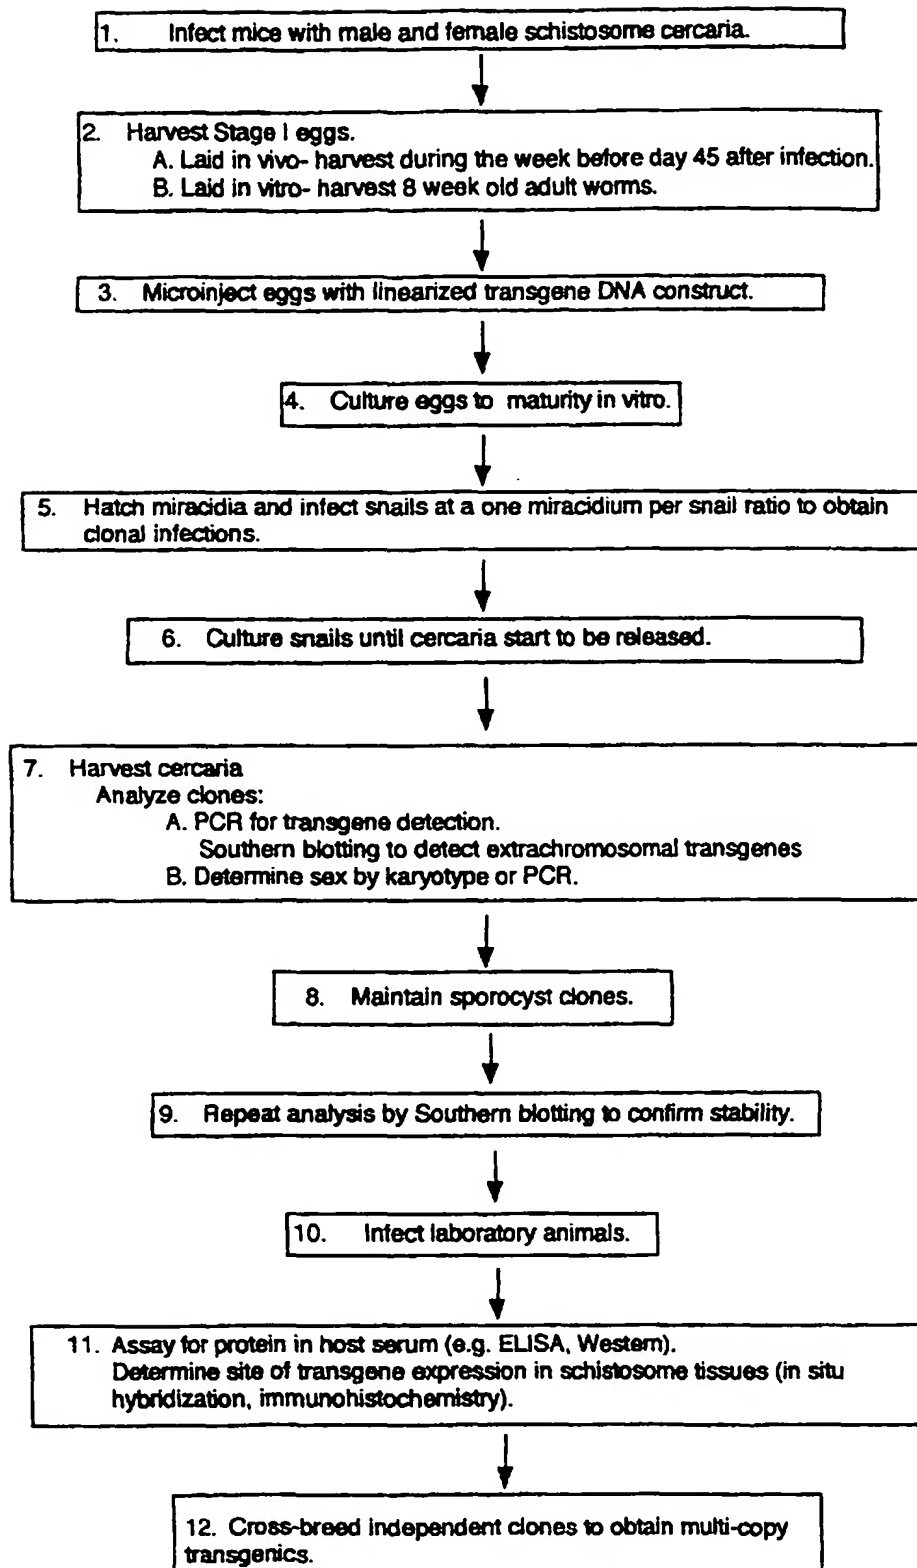 1. Infect mice with male and female schistosome cercaria.
2. Harvest Stage I eggs.
A. Laid in vivo- harvest during the week before day 45 after infection.
B. Laid in vitro- harvest 8 week old adult worms.
3. Microinject eggs with linearized transgene DNA construct.
4. Culture eggs to maturity in vitro.
5. Hatch miracidia and infect snails at a one miracidium per snail ratio to obtain
clonal infections.
6. Culture snails until cercaria start to be released.
7. Harvest cercaria
Analyze clones:
A. PCR for transgene detection.
Southern blotting to detect extrachromosomal transgenes
B. Determine sex by karyotype or PCR.
8. Maintain sporocyst clones.
9. Repeat analysis by Southern blotting to confirm stability.
10. Infect laboratory animals.
11. Assay for protein in host serum (e.g. ELISA, Western).
Determine site of transgene expression in schistosome tissues (in situ
hybridization, immunohistochemistry).
12. Cross-breed independent clones to obtain multi-copy
transgenics.